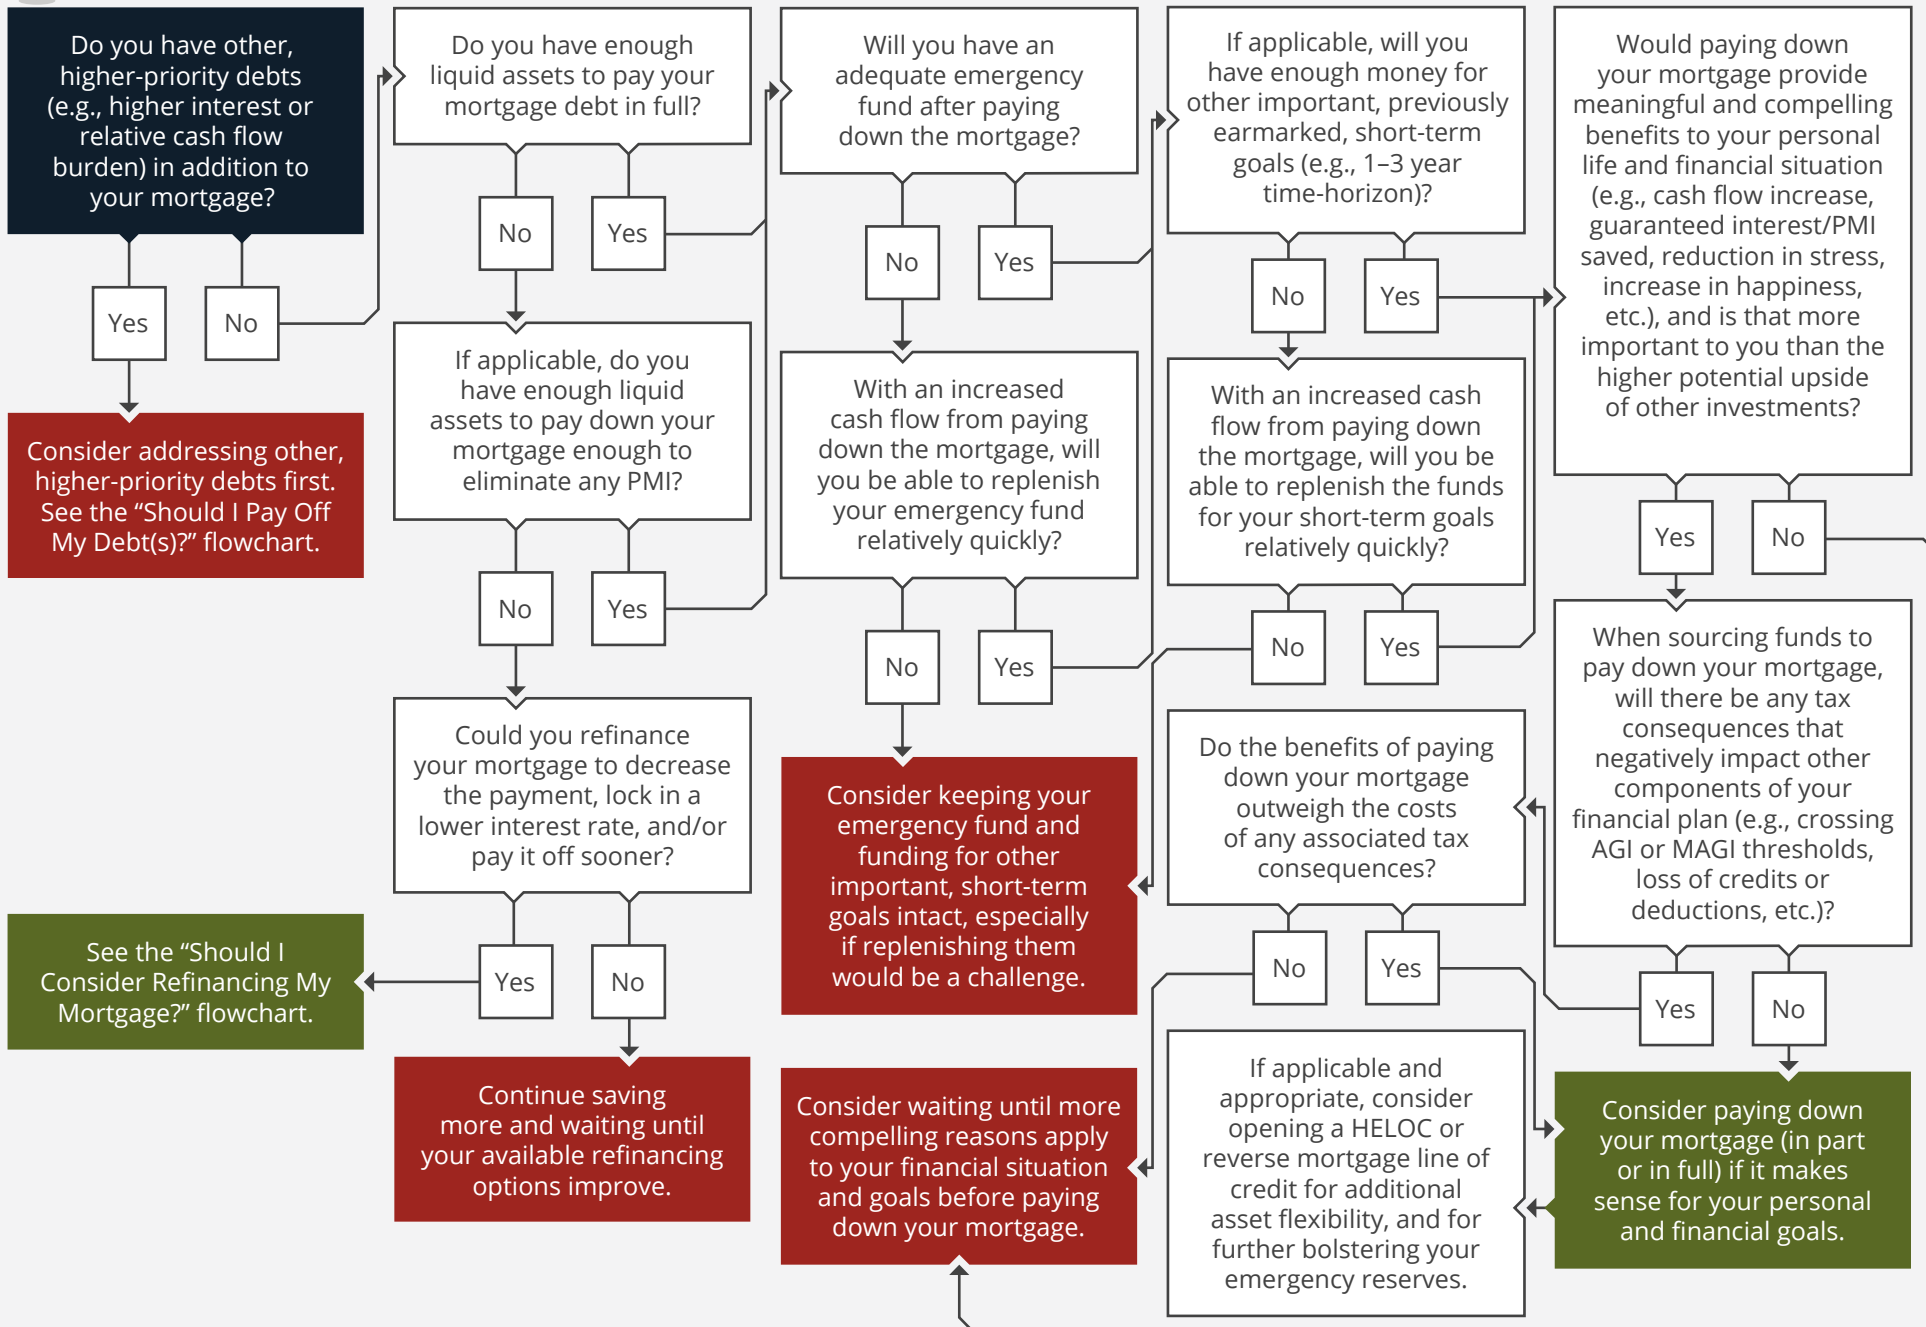 Do you have other,
higher-priority debts
(e.g., higher interest or
relative cash flow
burden) in addition to
your mortgage?
Yes
No
Consider addressing other,
higher-priority debts first.
See the “Should I Pay Off
My Debt(s)?” flowchart.
See the “Should I
Consider Refinancing My
Mortgage?” flowchart.
Do you have enough
liquid assets to pay your
mortgage debt in full?
No
Yes
If applicable, do you
have enough liquid
assets to pay down your
mortgage enough to
eliminate any PMI?
No
Yes
Could you refinance
your mortgage to decrease
the payment, lock in a
lower interest rate, and/or
pay it off sooner?
Yes
No
Continue saving
more and waiting until
your available refinancing
options improve.
Will you have an
adequate emergency
fund after paying
down the mortgage?
No
Yes
With an increased
cash flow from paying
down the mortgage, will
you be able to replenish
your emergency fund
relatively quickly?
No
Yes
Consider keeping your
emergency fund and
funding for other
important, short-term
goals intact, especially
if replenishing them
would be a challenge.
Consider waiting until more
compelling reasons apply
to your financial situation
and goals before paying
down your mortgage.
If applicable, will you
have enough money for
other important, previously
earmarked, short-term
goals (e.g., 1–3 year
time-horizon)?
No
Yes
With an increased cash
flow from paying down
the mortgage, will you be
able to replenish the funds
for your short-term goals
relatively quickly?
No
Yes
Do the benefits of paying
down your mortgage
outweigh the costs
of any associated tax
consequences?
No
Yes
If applicable and
appropriate, consider
opening a HELOC or
reverse mortgage line of
credit for additional
asset flexibility, and for
further bolstering your
emergency reserves.
Would paying down
your mortgage provide
meaningful and compelling
benefits to your personal
life and financial situation
(e.g., cash flow increase,
guaranteed interest/PMI
saved, reduction in stress,
increase in happiness,
etc.), and is that more
important to you than the
higher potential upside
of other investments?
Yes
No
When sourcing funds to
pay down your mortgage,
will there be any tax
consequences that
negatively impact other
components of your
financial plan (e.g., crossing
AGI or MAGI thresholds,
loss of credits or
deductions, etc.)?
Yes
No
Consider paying down
your mortgage (in part
or in full) if it makes
sense for your personal
and financial goals.